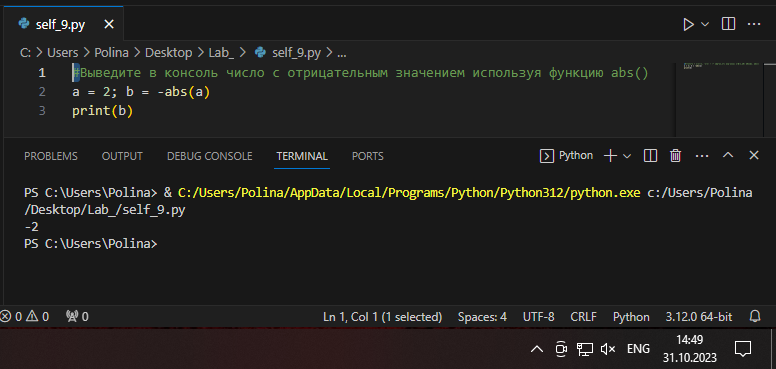 self_9.py
C: > Users > Polina > Desktop > Lab_ > self_9.py > ...
1 #Выведите в консоль число с отрицательным значением используя функцию abs()
2 a = 2; b = -abs(a)
3 print(b)
PROBLEMS OUTPUT DEBUG CONSOLE TERMINAL PORTS Python
PS C:\Users\Polina> & C:/Users/Polina/AppData/Local/Programs/Python/Python312/python.exe c:/Users/Polina
/Desktop/Lab_/self_9.py
-2
PS C:\Users\Polina>
0 0 0 Ln 1, Col 1 (1 selected) Spaces: 4 UTF-8 CRLF Python 3.12.0 64-bit
ENG 14:49
31.10.2023